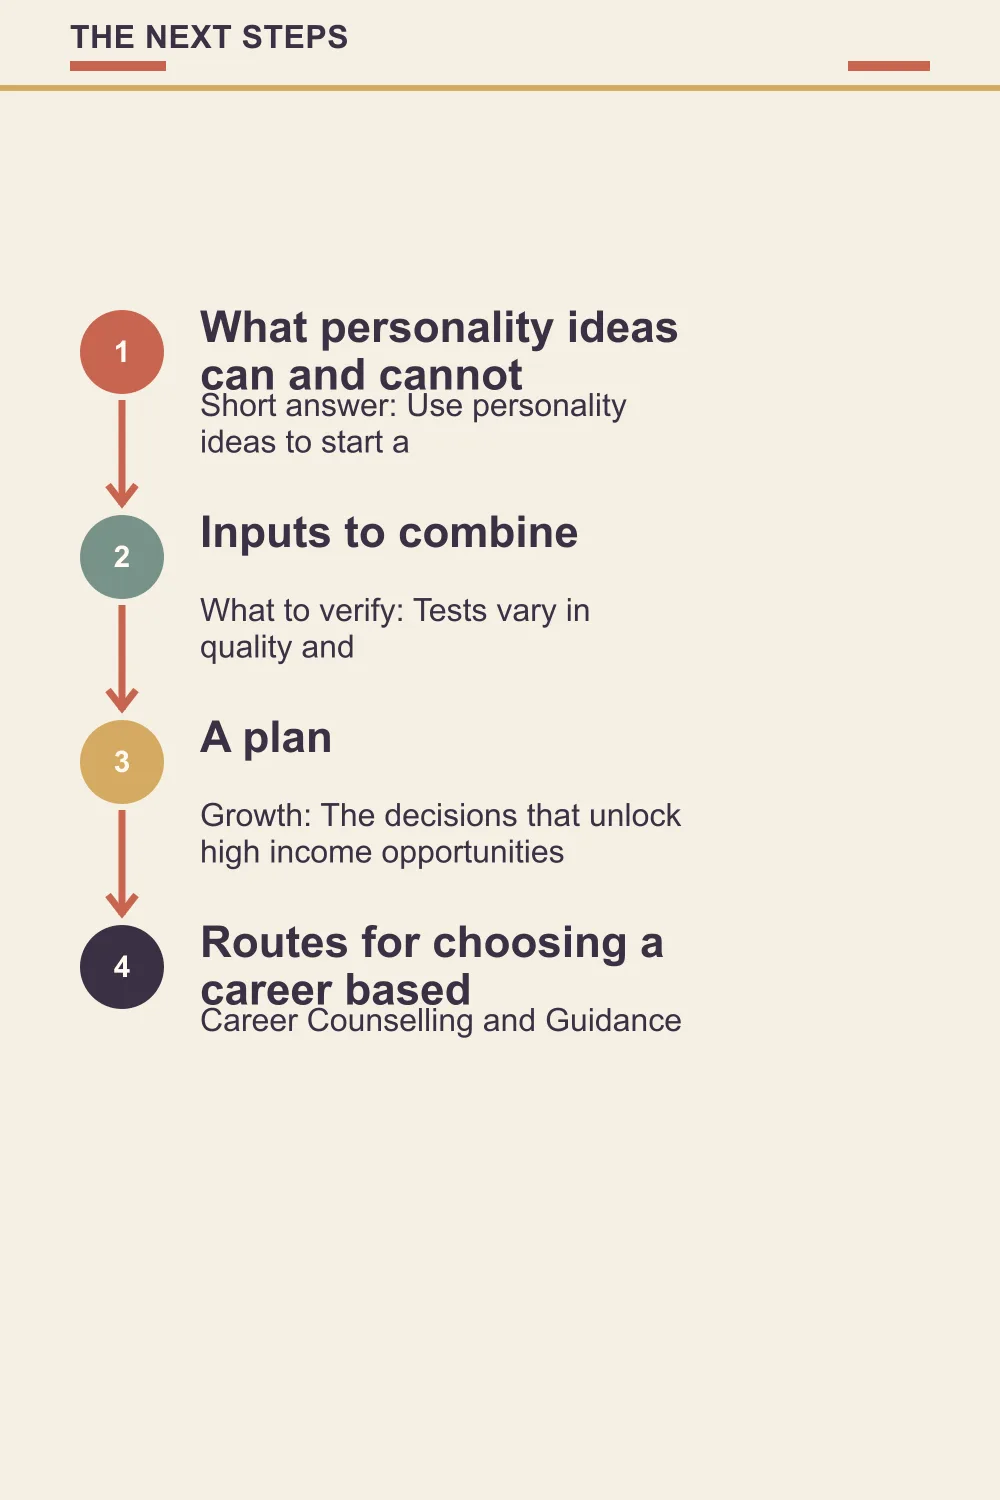 THE NEXT STEPS
1
What personality ideas
can and cannot
Short answer: Use personality
ideas to start a
2
Inputs to combine
What to verify: Tests vary in
quality and
3
A plan
Growth: The decisions that unlock
high income opportunities
4
Routes for choosing a
career based
Career Counselling and Guidance